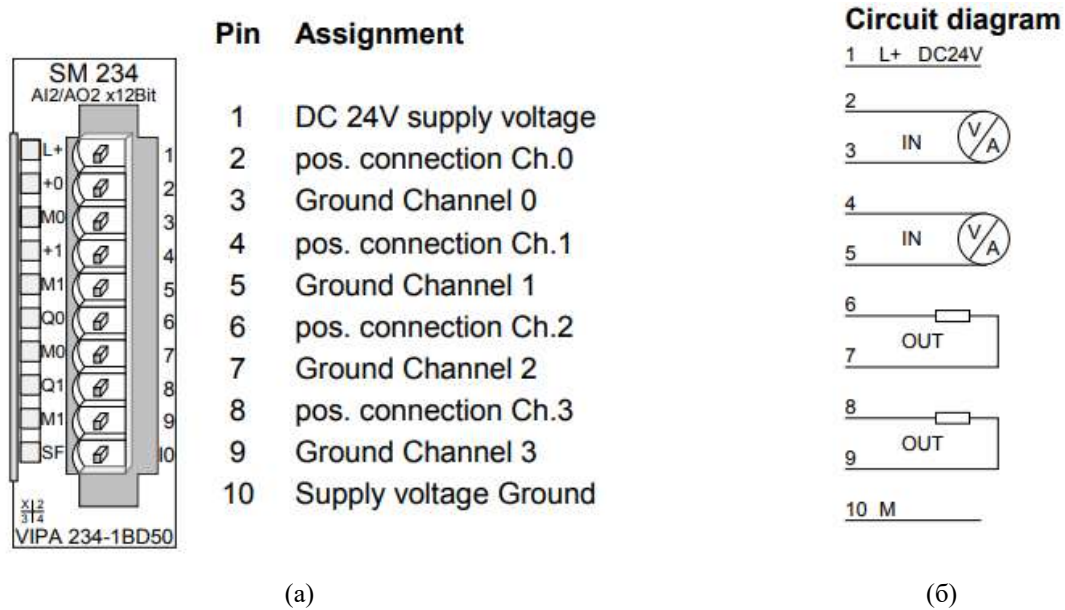 SM 234
AI2/AO2 x12Bit
L+ 1
+0 2
M0 3
+1 4
M1 5
Q0 6
M0 7
Q1 8
M1 9
SF 10
X 2
3 4
VIPA 234-1BD50
Pin Assignment
1 DC 24V supply voltage
2 pos. connection Ch.0
3 Ground Channel 0
4 pos. connection Ch.1
5 Ground Channel 1
6 pos. connection Ch.2
7 Ground Channel 2
8 pos. connection Ch.3
9 Ground Channel 3
10 Supply voltage Ground
Circuit diagram
1 L+ DC24V
2
IN V/A
3
4
IN V/A
5
6
OUT
7
8
OUT
9
10 M
(а)
(б)